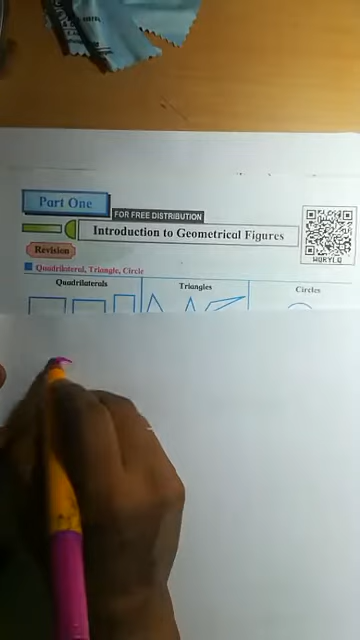 Part One
FOR FREE DISTRIBUTION
Introduction to Geometrical Figures
Revision
Quadrilateral, Triangle, Circle
Quadrilaterals
Triangles
Circles